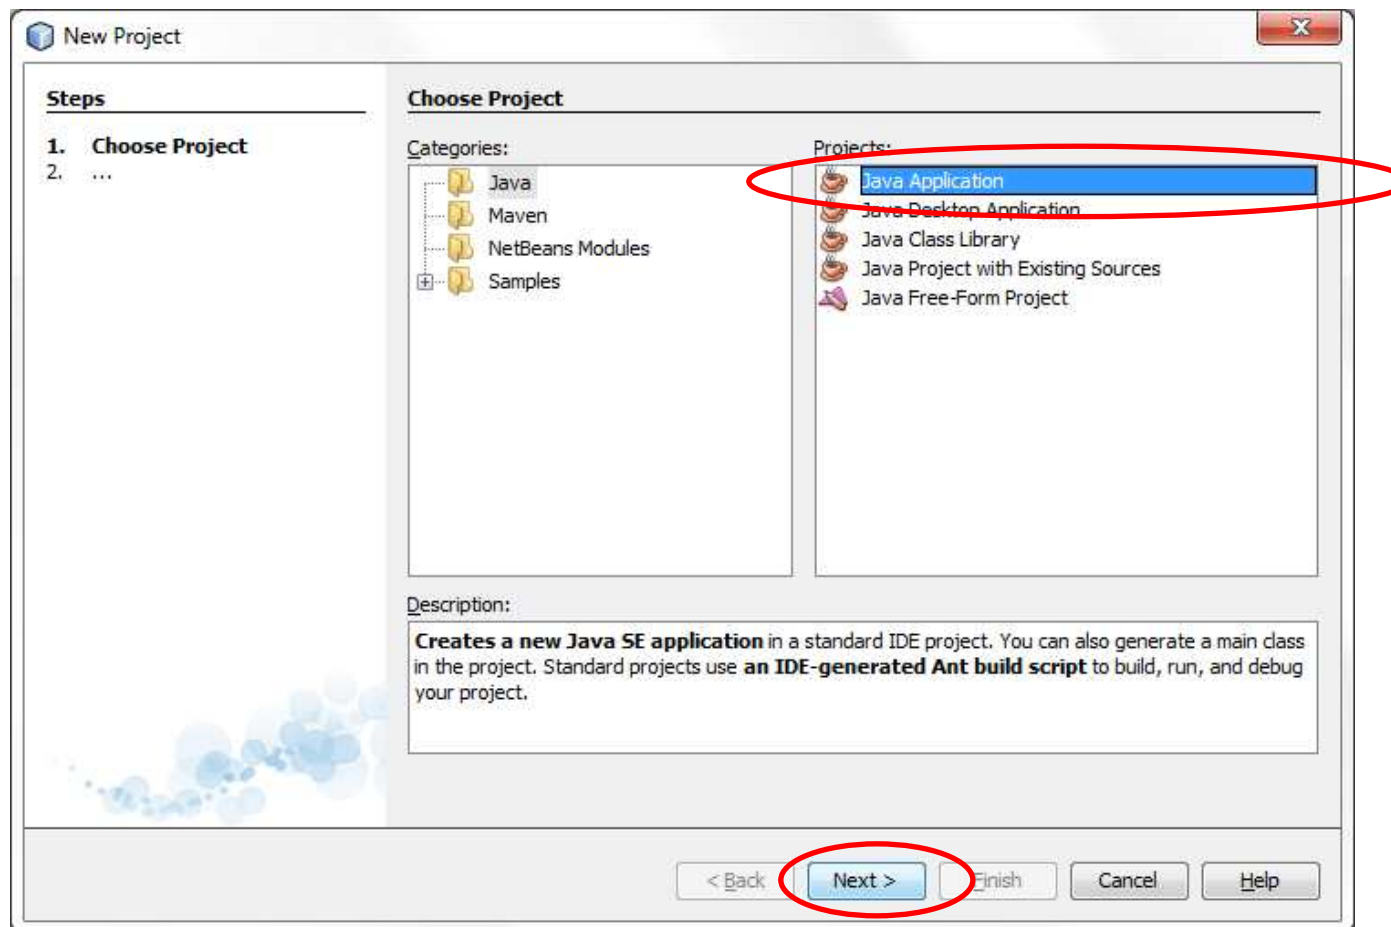 New Project
Steps
1. Choose Project
2. ...
Choose Project
Categories:
Java
Maven
NetBeans Modules
Samples
Projects:
Java Application
Java Desktop Application
Java Class Library
Java Project with Existing Sources
Java Free-Form Project
Description:
Creates a new Java SE application in a standard IDE project. You can also generate a main class
in the project. Standard projects use an IDE-generated Ant build script to build, run, and debug
your project.
< Back Next > Finish Cancel Help